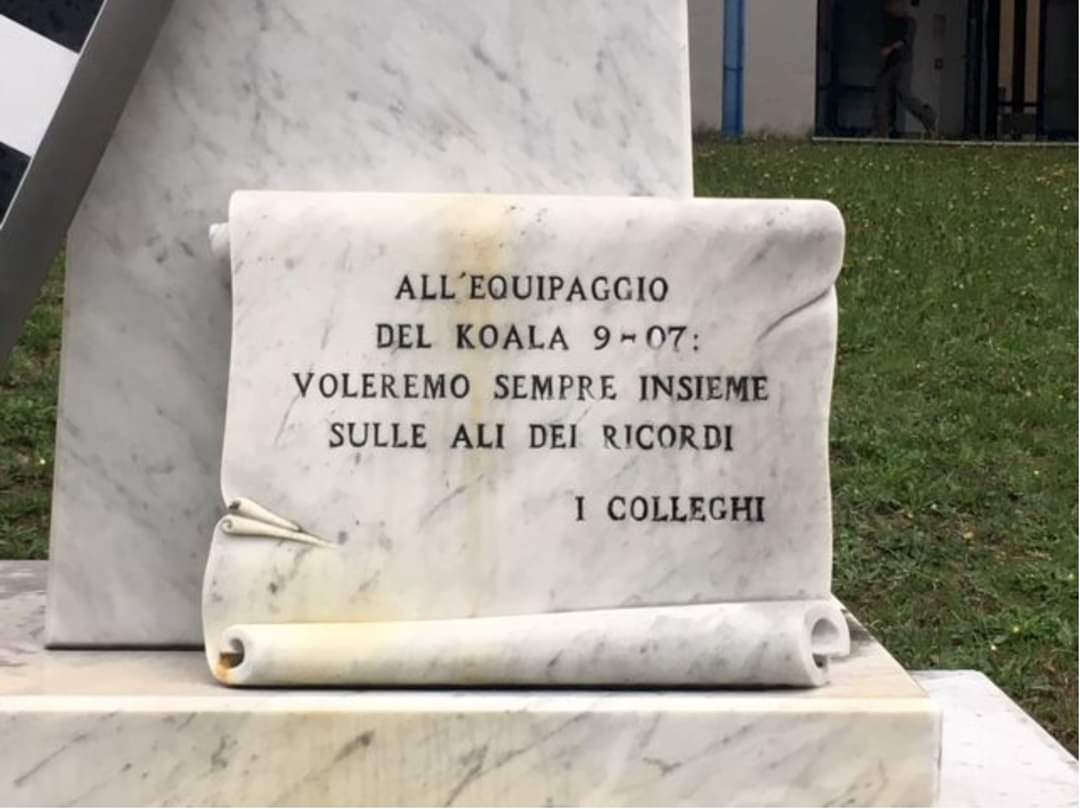 ALL'EQUIPAGGIO
DEL KOALA 9-07:
VOLEREMO SEMPRE INSIEME
SULLE ALI DEI RICORDI
I COLLEGHI